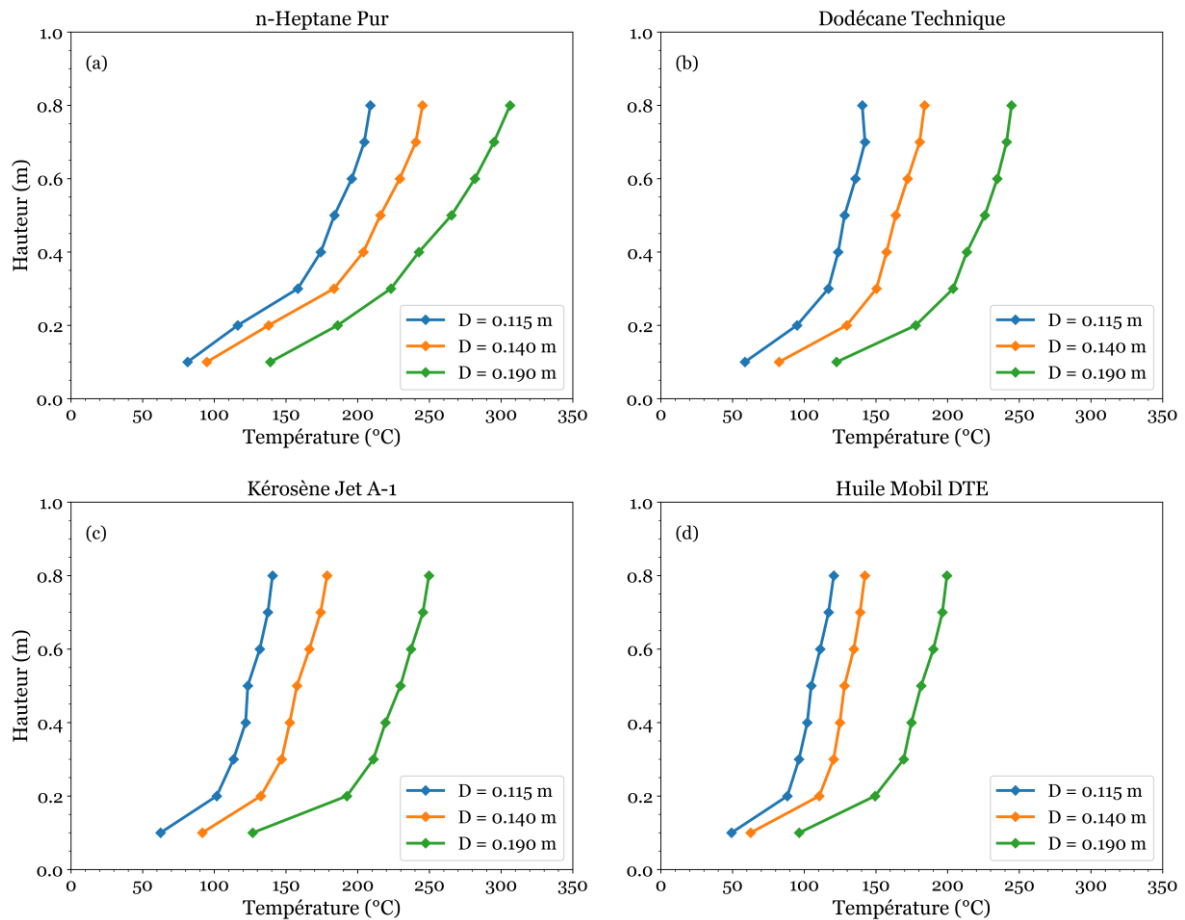 n-Heptane Pur
(a)
Hauteur (m)
1.0
0.8
0.6
0.4
0.2
0.0
0 50 100 150 200 250 300 350
Température (°C)
D = 0.115 m
D = 0.140 m
D = 0.190 m
Dodécane Technique
(b)
1.0
0.8
0.6
0.4
0.2
0.0
0 50 100 150 200 250 300 350
Température (°C)
D = 0.115 m
D = 0.140 m
D = 0.190 m
Kérosène Jet A-1
(c)
Hauteur (m)
1.0
0.8
0.6
0.4
0.2
0.0
0 50 100 150 200 250 300 350
Température (°C)
D = 0.115 m
D = 0.140 m
D = 0.190 m
Huile Mobil DTE
(d)
1.0
0.8
0.6
0.4
0.2
0.0
0 50 100 150 200 250 300 350
Température (°C)
D = 0.115 m
D = 0.140 m
D = 0.190 m